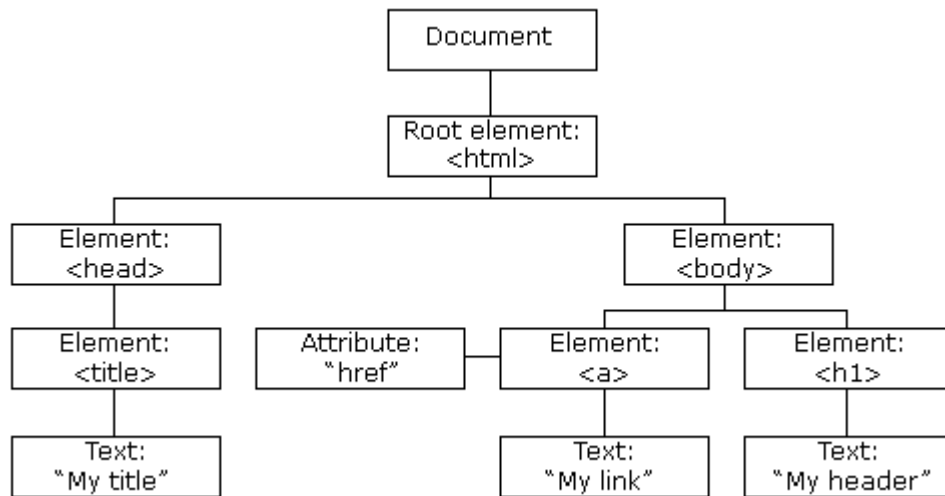 Document
Root element:
<html>
Element:
<head>
Element:
<body>
Element:
<title>
Attribute:
“href”
Element:
<a>
Element:
<h1>
Text:
“My title”
Text:
“My link”
Text:
“My header”